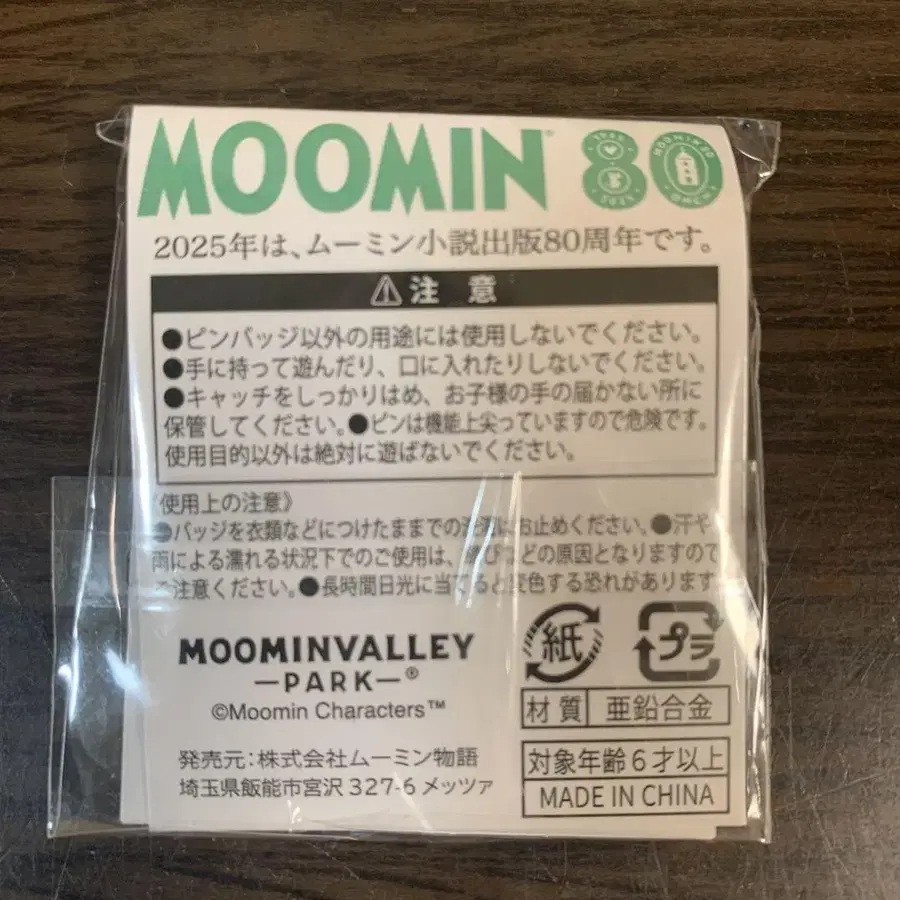 MOOMIN® 80
2025年は、ムーミン小説出版80周年です。
⚠注 意
●ピンバッジ以外の用途には使用しないでください。
●手に持って遊んだり、口に入れたりしないでください。
●キャッチをしっかりはめ、お子様の手の届かない所に
保管してください。●ピンは機能上尖っていますので危険です。
使用目的以外は絶対に遊ばないでください。
《使用上の注意》
●バッジを衣類などにつけたままでの洗濯はお止めください。●汗や
雨による濡れる状況下でのご使用は、錆びなどの原因となりますので
ご注意ください。●長時間日光に当てると変色する恐れがあります
MOOMINVALLEY
PARK®
©Moomin Characters™
発売元:株式会社ムーミン物語
埼玉県飯能市宮沢 327-6 メッツァ
紙 プラ
材質 亜鉛合金
対象年齢6才以上
MADE IN CHINA